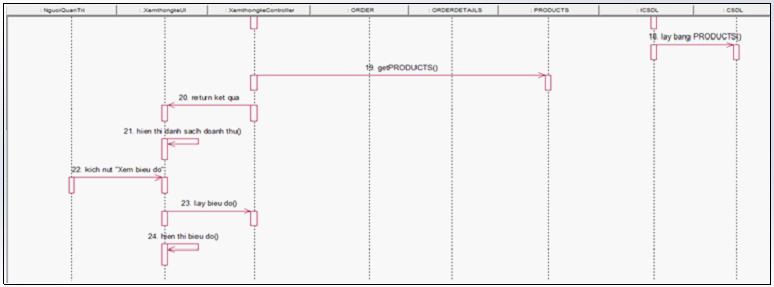 : NguoiQuanTri
: XemthongkeUI
: XemthongkeController
: ORDER
: ORDERDETAILS
: PRODUCTS
: ICSDL
: CSDL
18. lay bang PRODUCTS()
19. getPRODUCTS()
20. return ket qua
21. hien thi danh sach doanh thu()
22. kich nut "Xem bieu do"
23. lay bieu do()
24. hien thi bieu do()